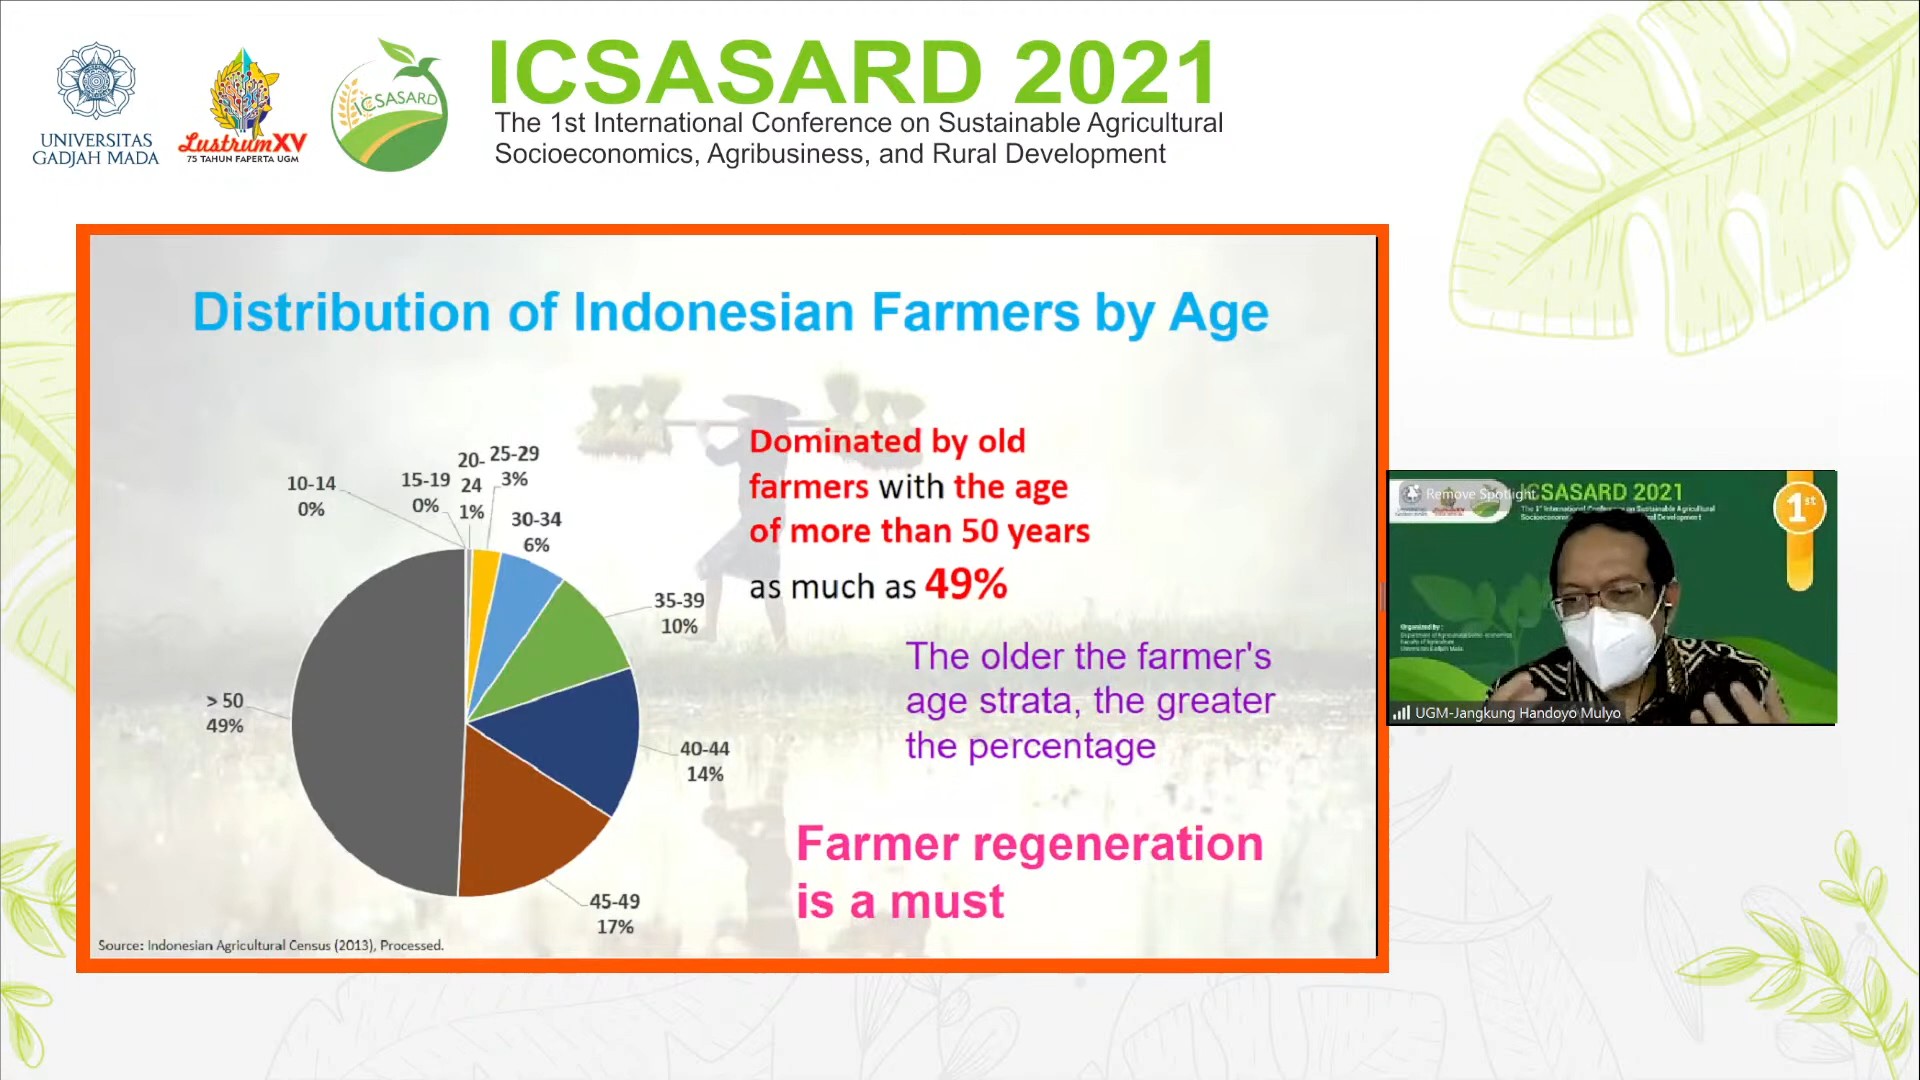 UNIVERSITAS
GADJAH MADA
LustrumXV
75 TAHUN FAPERTA UGM
ICSASARD
ICSASARD 2021
The 1st International Conference on Sustainable Agricultural
Socioeconomics, Agribusiness, and Rural Development
Distribution of Indonesian Farmers by Age
10-14
0%
15-19
0%
20-
24
1%
25-29
3%
30-34
6%
35-39
10%
40-44
14%
45-49
17%
> 50
49%
Dominated by old
farmers with the age
of more than 50 years
as much as 49%
The older the farmer's
age strata, the greater
the percentage
Farmer regeneration
is a must
Source: Indonesian Agricultural Census (2013), Processed.
Remove Spotlight
CSASARD 2021
1st
Organized by :
UGM-Jangkung Handoyo Mulyo